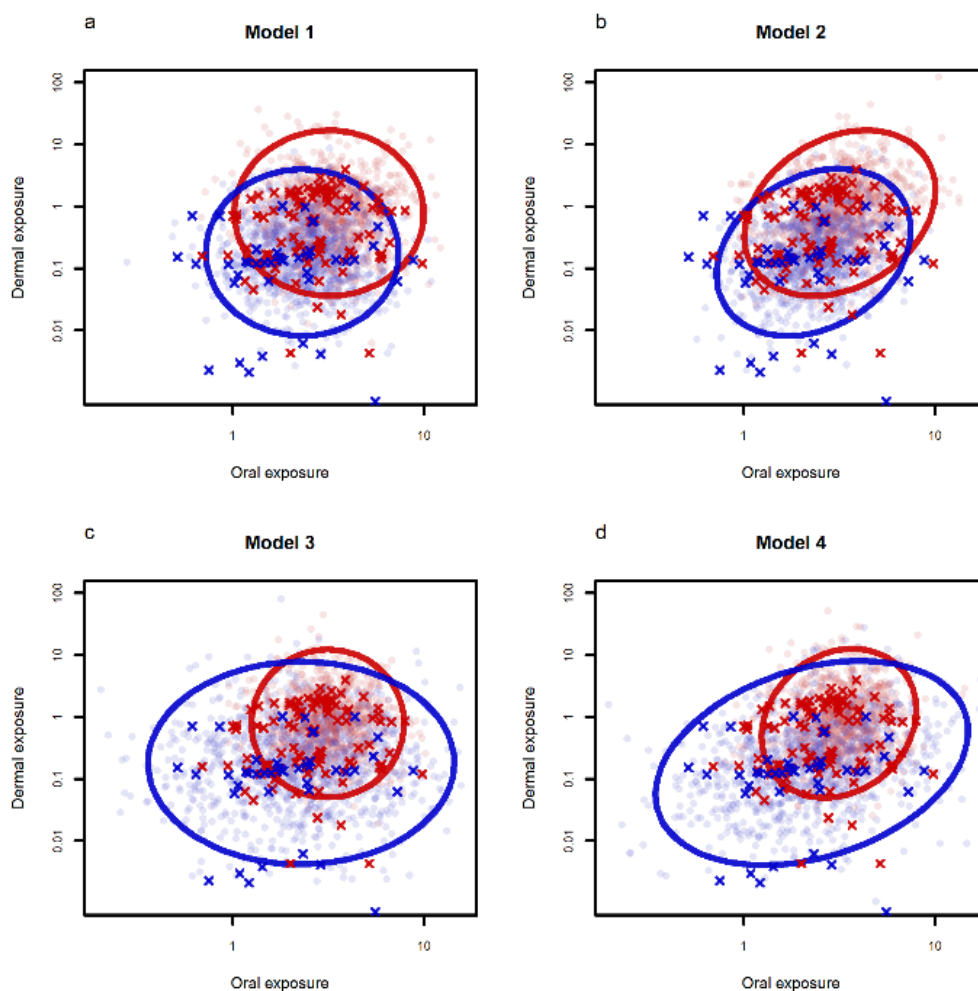 a
Model 1
b
Model 2
100
10
1
0.1
0.01
Dermal exposure
1
10
Oral exposure
100
10
1
0.1
0.01
Dermal exposure
1
10
Oral exposure
c
Model 3
d
Model 4
100
10
1
0.1
0.01
Dermal exposure
1
10
Oral exposure
100
10
1
0.1
0.01
Dermal exposure
1
10
Oral exposure